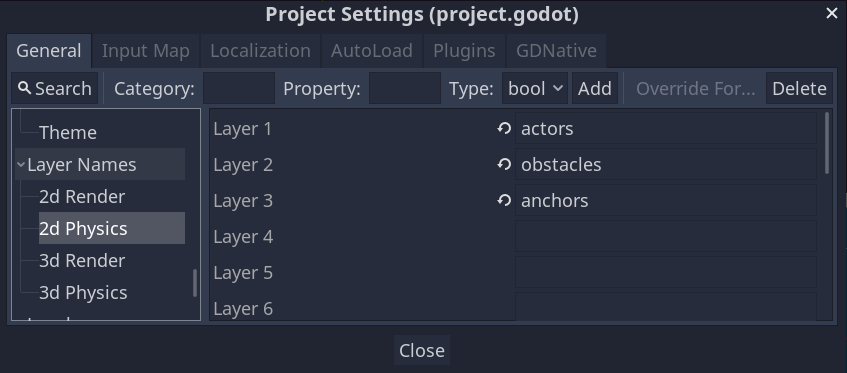 Project Settings (project.godot)
General Input Map Localization AutoLoad Plugins GDNative
Search Category: Property: Type: bool Add Override For... Delete
Theme
Layer Names
2d Render
2d Physics
3d Render
3d Physics
Layer 1 actors
Layer 2 obstacles
Layer 3 anchors
Layer 4
Layer 5
Layer 6
Close